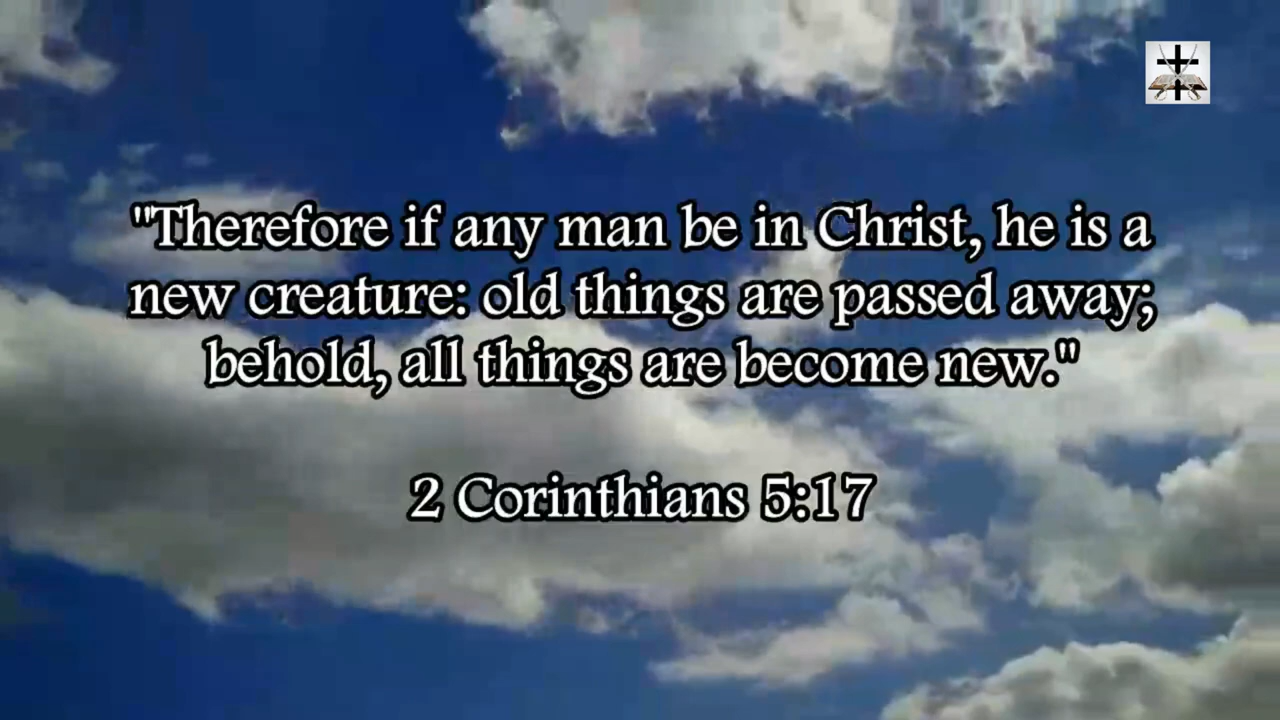 "Therefore if any man be in Christ, he is a
new creature: old things are passed away;
behold, all things are become new."
2 Corinthians 5:17